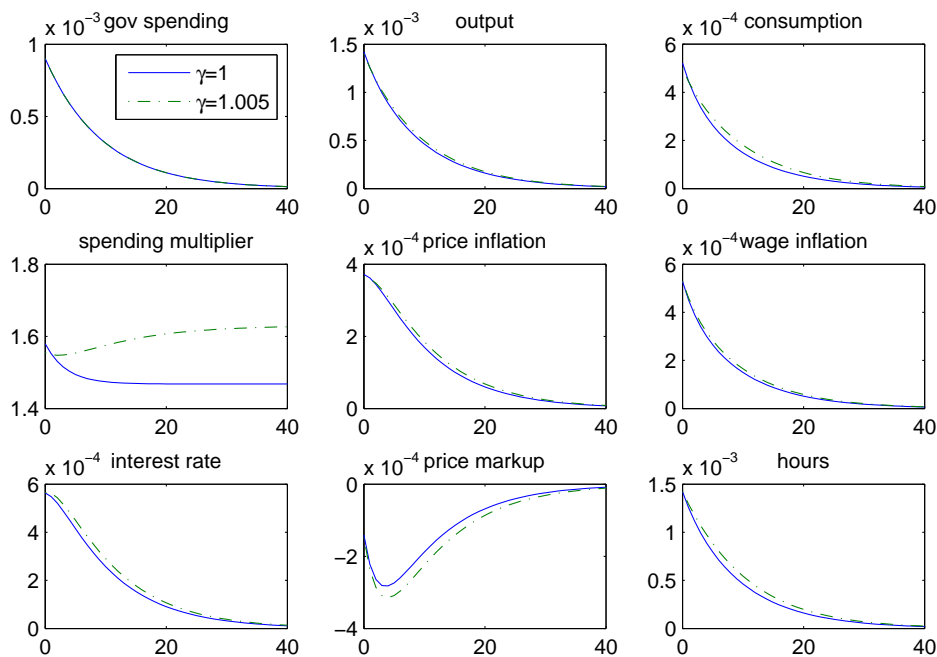 x 10⁻³ gov spending
1
0.5
0
0 20 40
γ=1
γ=1.005
x 10⁻³ output
1.5
1
0.5
0
0 20 40
x 10⁻⁴ consumption
6
4
2
0
0 20 40
spending multiplier
1.8
1.6
1.4
0 20 40
x 10⁻⁴ price inflation
4
2
0
0 20 40
x 10⁻⁴ wage inflation
6
4
2
0
0 20 40
x 10⁻⁴ interest rate
6
4
2
0
0 20 40
x 10⁻⁴ price markup
0
−2
−4
0 20 40
x 10⁻³ hours
1.5
1
0.5
0
0 20 40